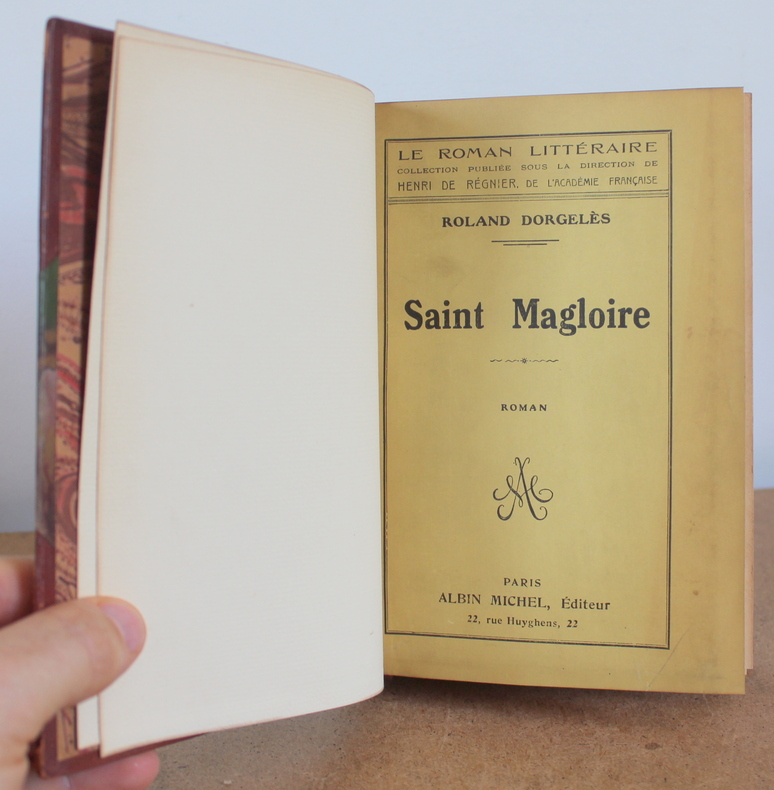 LE ROMAN LITTÉRAIRE
COLLECTION PUBLIÉE SOUS LA DIRECTION DE
HENRI DE RÉGNIER, DE L'ACADÉMIE FRANÇAISE
ROLAND DORGELÈS
Saint Magloire
ROMAN
AM
PARIS
ALBIN MICHEL, Éditeur
22, rue Huyghens, 22